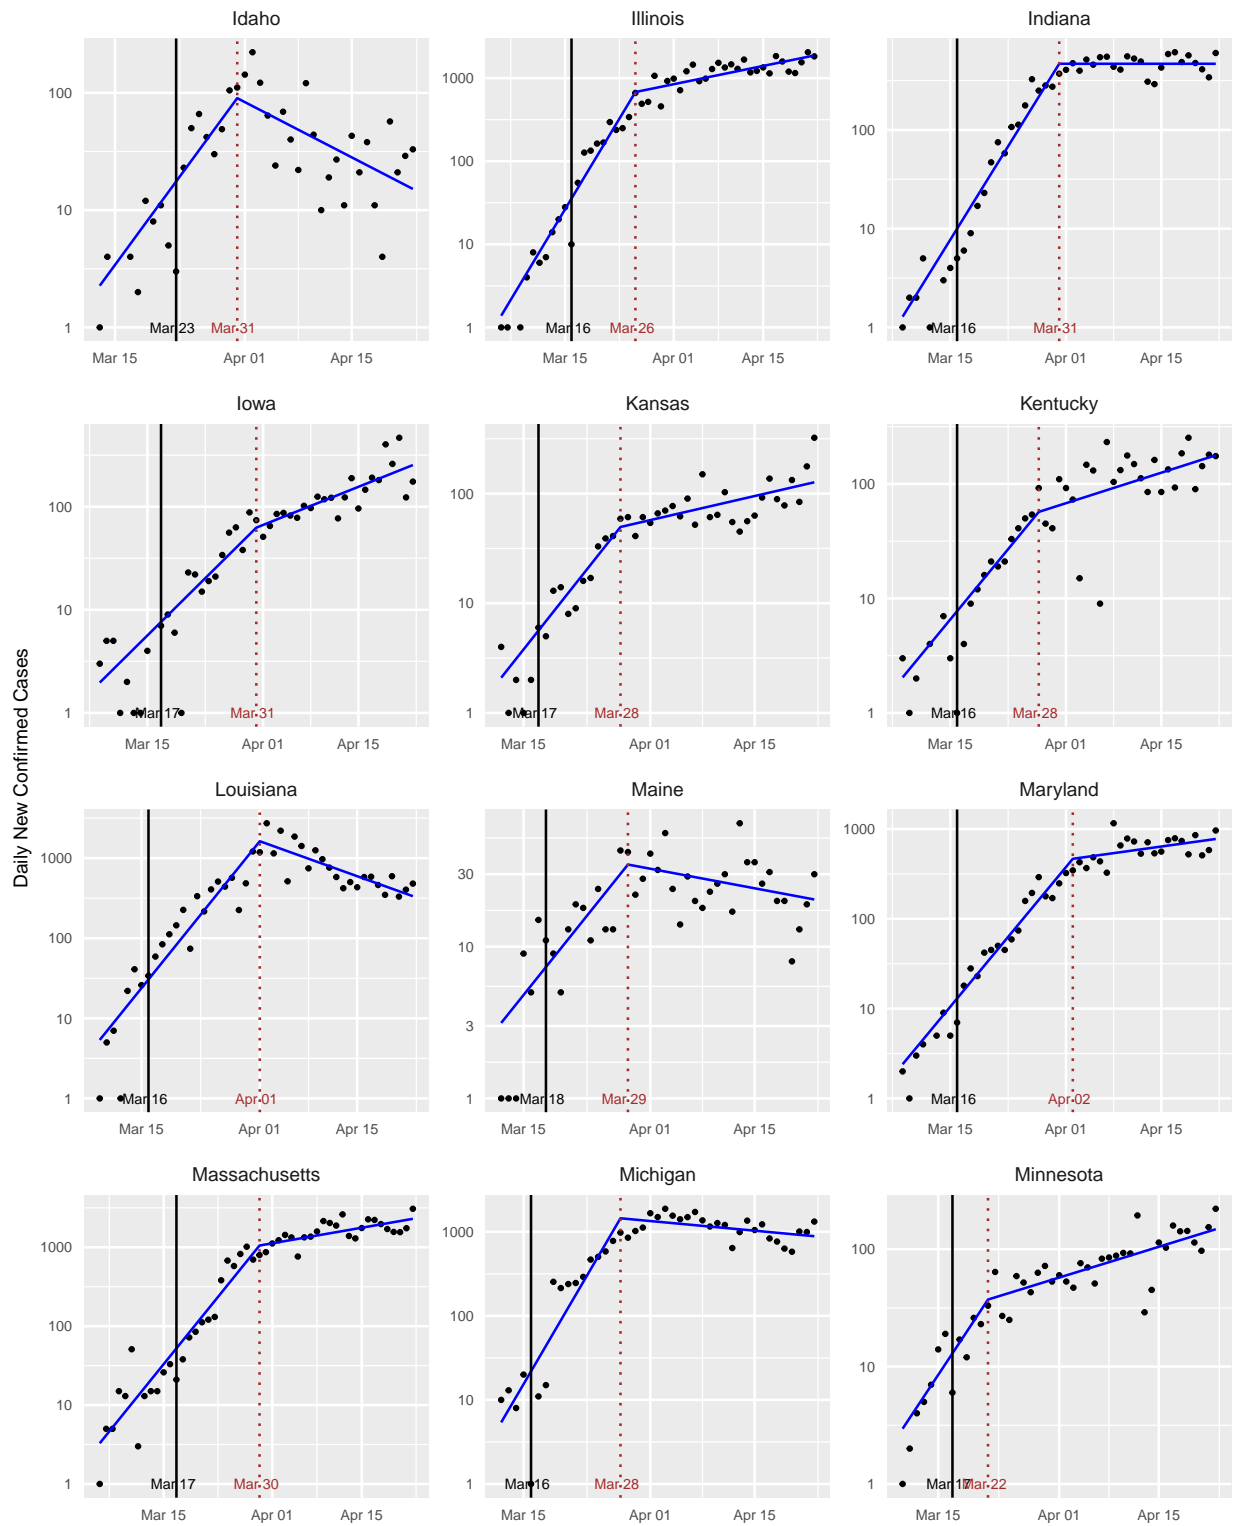 Daily New Confirmed Cases
Idaho
100
10
1
Mar 23
Mar 31
Mar 15
Apr 01
Apr 15
Illinois
1000
100
10
1
Mar 16
Mar 26
Mar 15
Apr 01
Apr 15
Indiana
100
10
1
Mar 16
Mar 31
Mar 15
Apr 01
Apr 15
Iowa
100
10
1
Mar 17
Mar 31
Mar 15
Apr 01
Apr 15
Kansas
100
10
1
Mar 17
Mar 28
Mar 15
Apr 01
Apr 15
Kentucky
100
10
1
Mar 16
Mar 28
Mar 15
Apr 01
Apr 15
Louisiana
1000
100
10
1
Mar 16
Apr 01
Mar 15
Apr 01
Apr 15
Maine
30
10
3
1
Mar 18
Mar 29
Mar 15
Apr 01
Apr 15
Maryland
1000
100
10
1
Mar 16
Apr 02
Mar 15
Apr 01
Apr 15
Massachusetts
1000
100
10
1
Mar 17
Mar 30
Mar 15
Apr 01
Apr 15
Michigan
1000
100
10
1
Mar 16
Mar 28
Mar 15
Apr 01
Apr 15
Minnesota
100
10
1
Mar 17
Mar 22
Mar 15
Apr 01
Apr 15